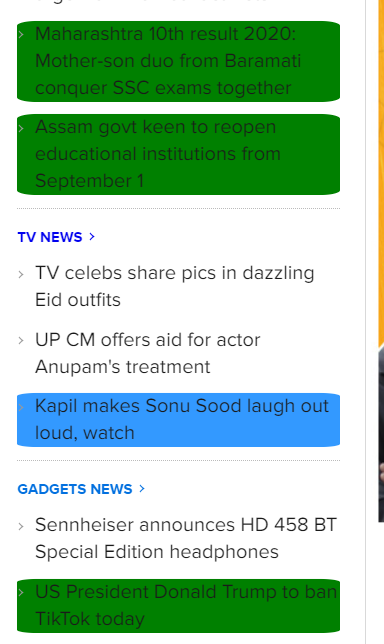 Maharashtra 10th result 2020:
Mother-son duo from Baramati
conquer SSC exams together
Assam govt keen to reopen
educational institutions from
September 1
TV NEWS >
TV celebs share pics in dazzling
Eid outfits
UP CM offers aid for actor
Anupam's treatment
Kapil makes Sonu Sood laugh out
loud, watch
GADGETS NEWS >
Sennheiser announces HD 458 BT
Special Edition headphones
US President Donald Trump to ban
TikTok today